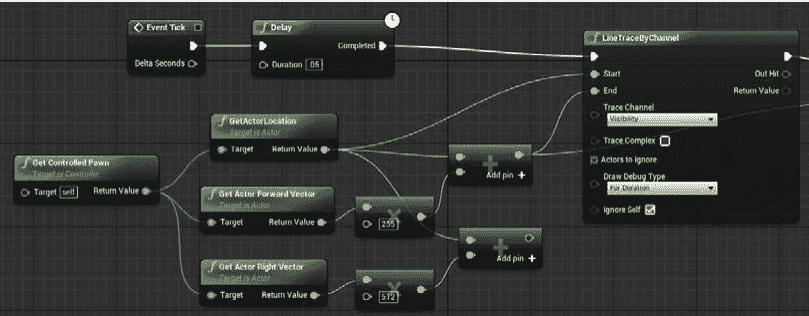 Event Tick
Delta Seconds
Delay
Completed
Duration .05
LineTraceByChannel
Start
Out Hit
End
Return Value
Trace Channel
Visibility
Trace Complex
Actors to Ignore
Draw Debug Type
For Duration
Ignore Self
GetActorLocation
Target is Actor
Target
Return Value
Get Controlled Pawn
Target is Controller
Target self
Return Value
Get Actor Forward Vector
Target is Actor
Target
Return Value
255
Add pin +
Get Actor Right Vector
Target is Actor
Target
Return Value
512
Add pin +